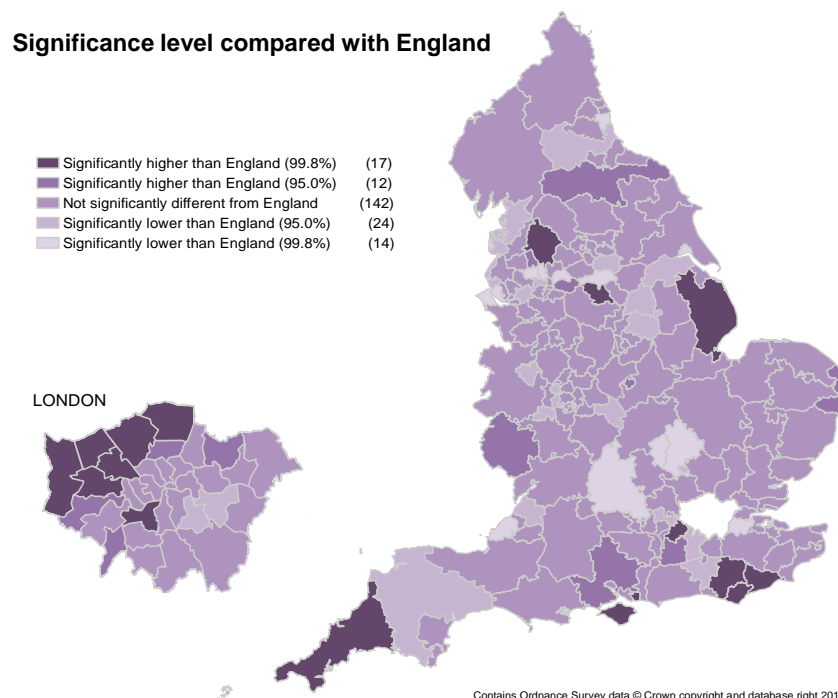 Significance level compared with England
Significantly higher than England (99.8%) (17)
Significantly higher than England (95.0%) (12)
Not significantly different from England (142)
Significantly lower than England (95.0%) (24)
Significantly lower than England (99.8%) (14)
LONDON
Contains Ordnance Survey data © Crown copyright and database right 201